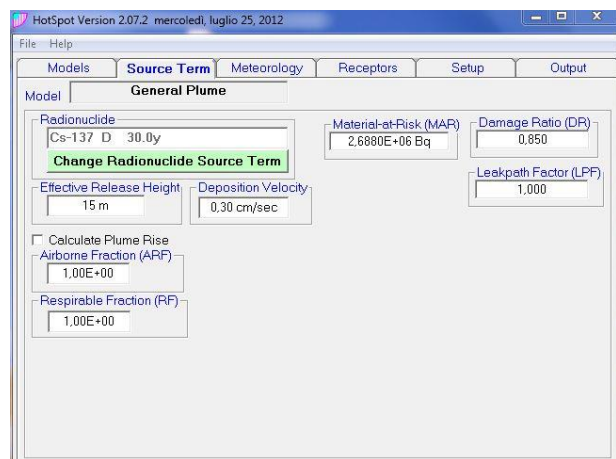 HotSpot Version 2.07.2 mercoledì, luglio 25, 2012
File Help
Models Source Term Meteorology Receptors Setup Output
Model General Plume
Radionuclide
Cs-137 D 30.0y
Change Radionuclide Source Term
Material-at-Risk (MAR)
2,6880E+06 Bq
Damage Ratio (DR)
0,850
Leakpath Factor (LPF)
1,000
Effective Release Height
15 m
Deposition Velocity
0,30 cm/sec
Calculate Plume Rise
Airborne Fraction (ARF)
1,00E+00
Respirable Fraction (RF)
1,00E+00